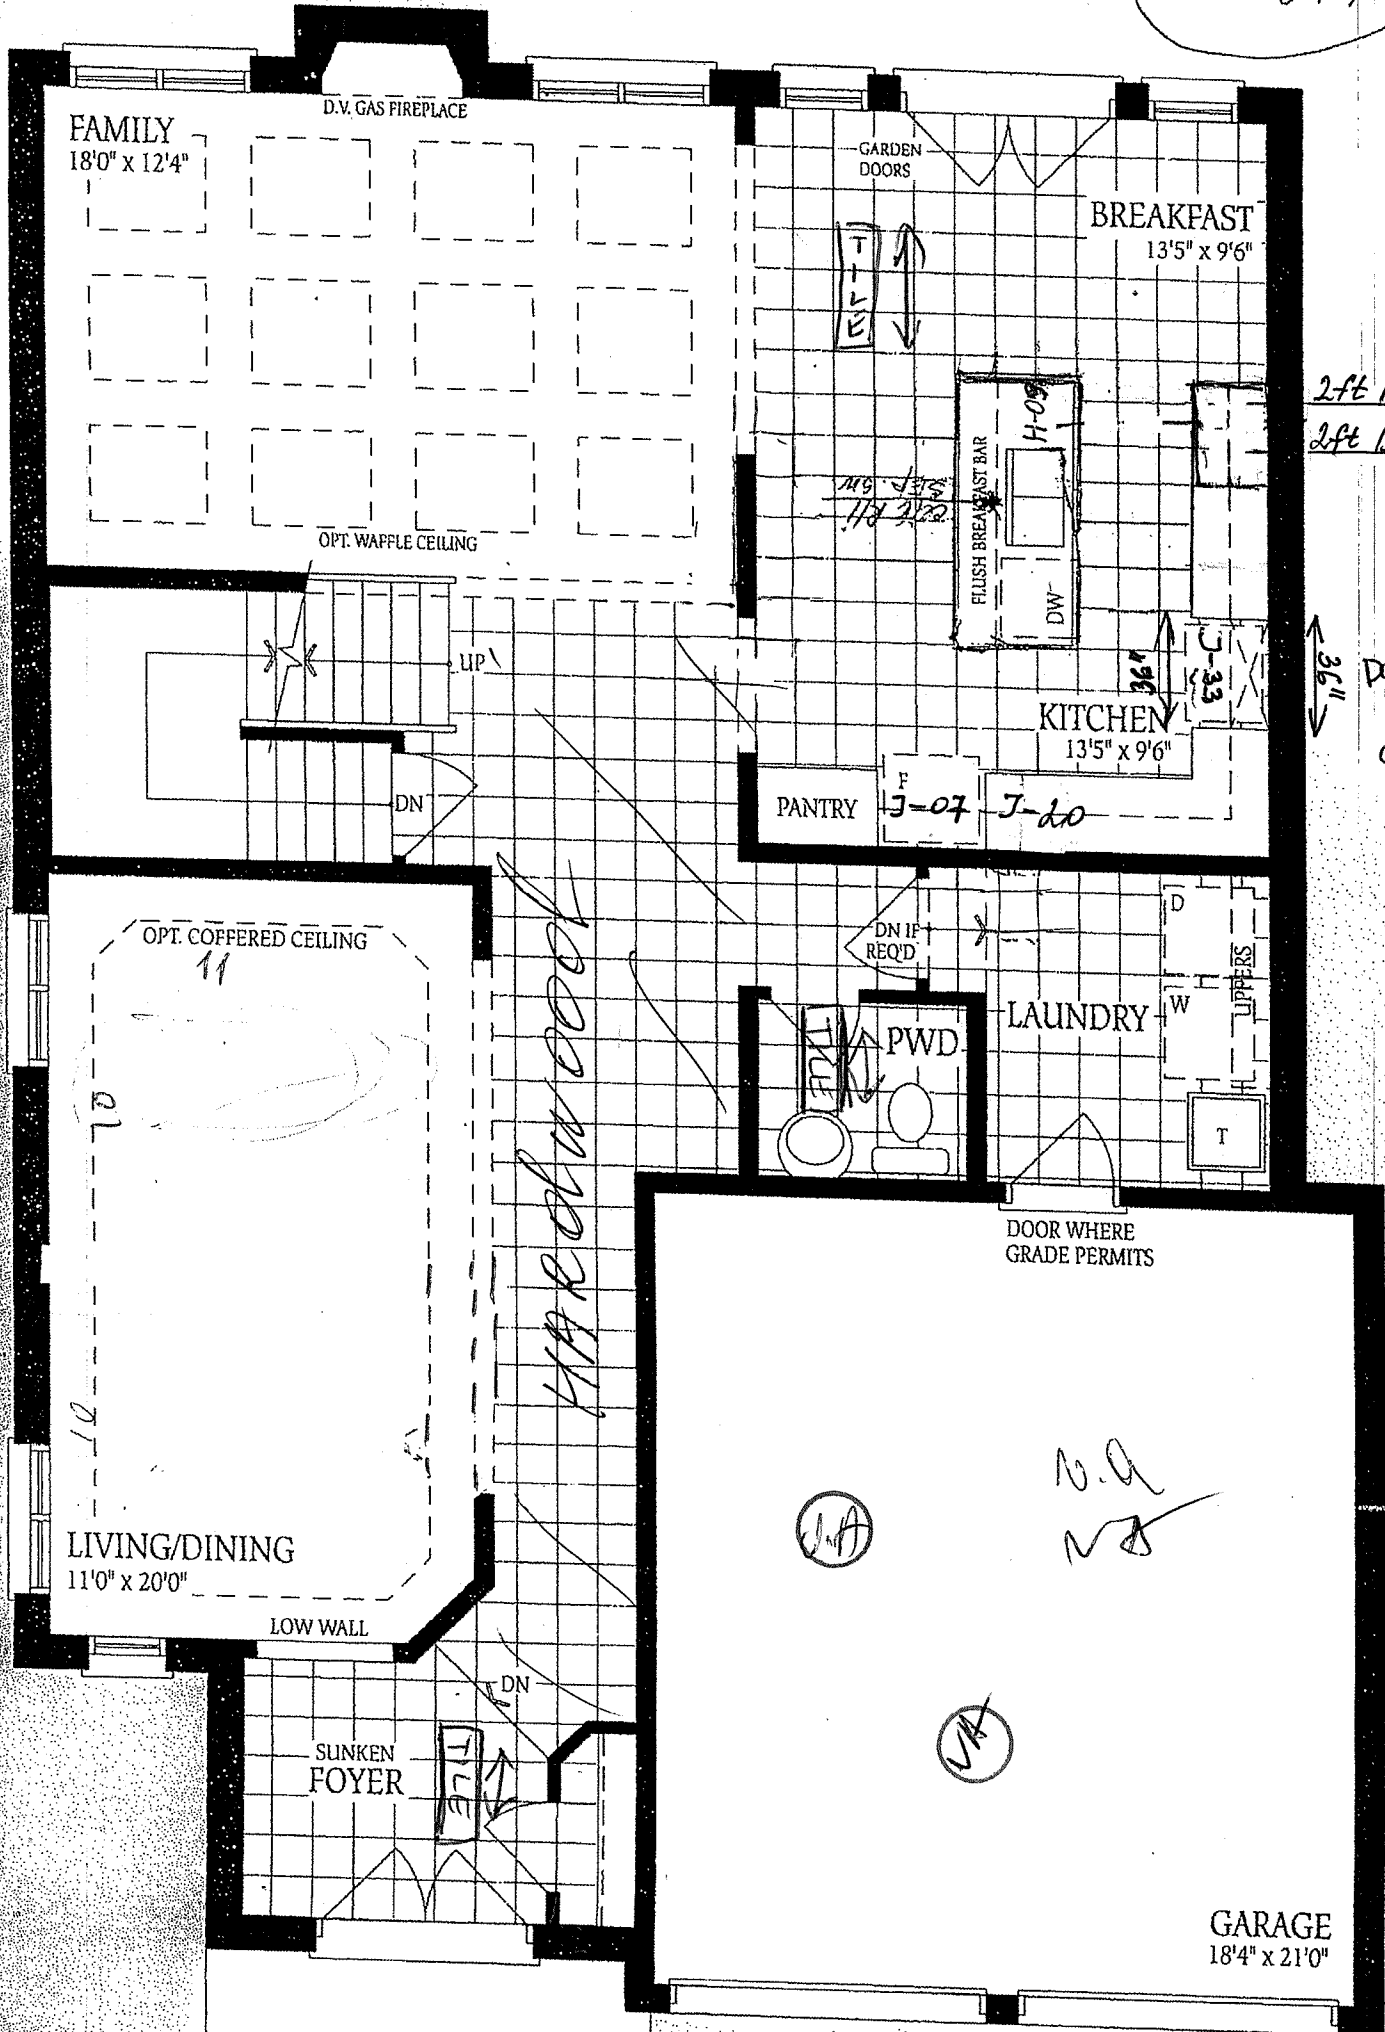 D.V. GAS FIREPLACE
FAMILY
18'0" x 12'4"
GARDEN
DOORS
BREAKFAST
13'5" x 9'6"
TILE
2ft
2ft
H-09
FLUSH BREAKFAST BAR
DW
OPT. WAFFLE CEILING
UP
36"
J-33
36"
KITCHEN
13'5" x 9'6"
DN
PANTRY
F
J-07
J-20
OPT. COFFERED CEILING
11
HARdwood
DN IF
REQ'D
D
UPPERS
W
LAUNDRY
TILE
PWD
20
T
DOOR WHERE
GRADE PERMITS
10
N.A
LIVING/DINING
11'0" x 20'0"
LOW WALL
DN
SUNKEN
FOYER
TILE
GARAGE
18'4" x 21'0"